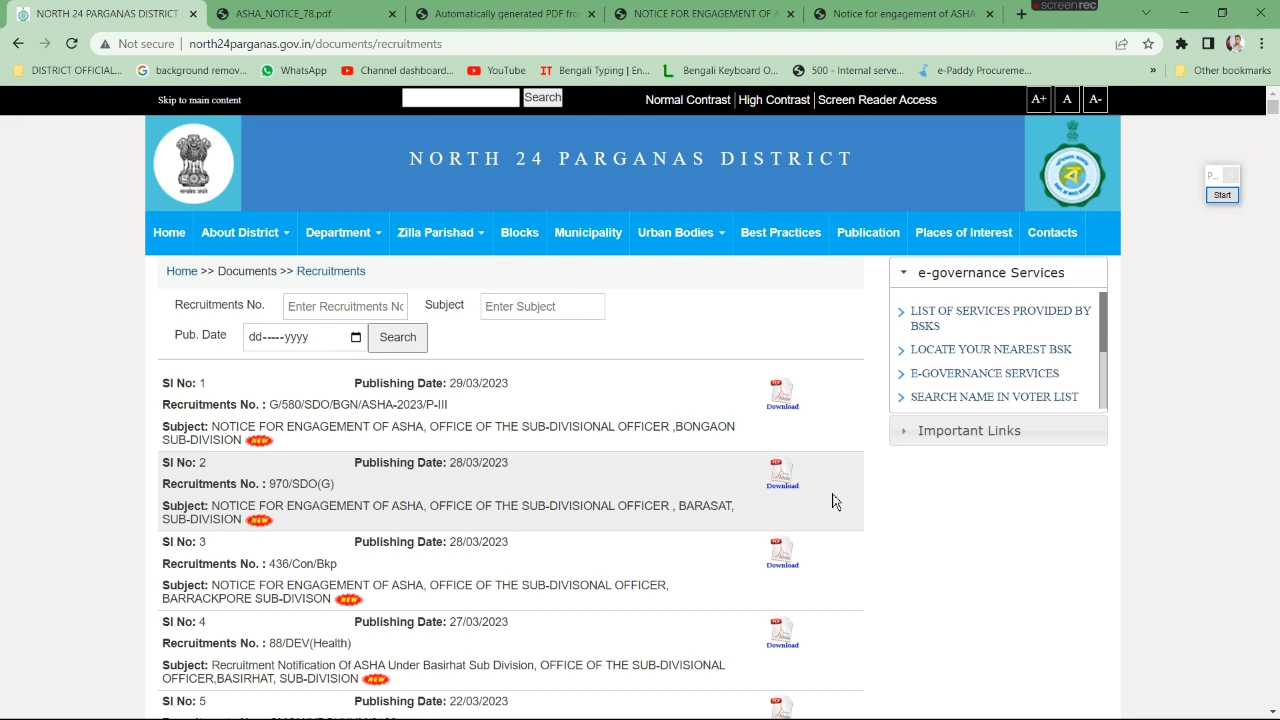 NORTH 24 PARGANAS DISTRICT
ASHA_NOTICE_78.pdf
Automatically generated PDF fro
NOTICE FOR ENGAGEMENT OF A
Notice for engagement of ASHA
screenrec
Not secure north24parganas.gov.in/documents/recruitments
DISTRICT OFFICIAL... background remov... WhatsApp Channel dashboard... YouTube Bengali Typing | En... Bengali Keyboard O... 500 - Internal serve... e-Paddy Procureme... » Other bookmarks
Skip to main content Search Normal Contrast High Contrast Screen Reader Access A+ A A-
NORTH 24 PARGANAS DISTRICT
सत्यमेव जयते
P...
Start
Home About District Department Zilla Parishad Blocks Municipality Urban Bodies Best Practices Publication Places of Interest Contacts
Home >> Documents >> Recruitments
Recruitments No. Enter Recruitments No Subject Enter Subject
Pub. Date dd-----yyyy Search
Sl No: 1 Publishing Date: 29/03/2023
Recruitments No. : G/580/SDO/BGN/ASHA-2023/P-III
Download
Subject: NOTICE FOR ENGAGEMENT OF ASHA, OFFICE OF THE SUB-DIVISIONAL OFFICER ,BONGAON
SUB-DIVISION NEW
Sl No: 2 Publishing Date: 28/03/2023
Recruitments No. : 970/SDO(G)
Download
Subject: NOTICE FOR ENGAGEMENT OF ASHA, OFFICE OF THE SUB-DIVISIONAL OFFICER , BARASAT,
SUB-DIVISION NEW
Sl No: 3 Publishing Date: 28/03/2023
Recruitments No. : 436/Con/Bkp
Download
Subject: NOTICE FOR ENGAGEMENT OF ASHA, OFFICE OF THE SUB-DIVISONAL OFFICER,
BARRACKPORE SUB-DIVISON NEW
Sl No: 4 Publishing Date: 27/03/2023
Recruitments No. : 88/DEV(Health)
Download
Subject: Recruitment Notification Of ASHA Under Basirhat Sub Division, OFFICE OF THE SUB-DIVISIONAL
OFFICER,BASIRHAT, SUB-DIVISION NEW
Sl No: 5 Publishing Date: 22/03/2023
e-governance Services
LIST OF SERVICES PROVIDED BY
BSKS
LOCATE YOUR NEAREST BSK
E-GOVERNANCE SERVICES
SEARCH NAME IN VOTER LIST
Important Links